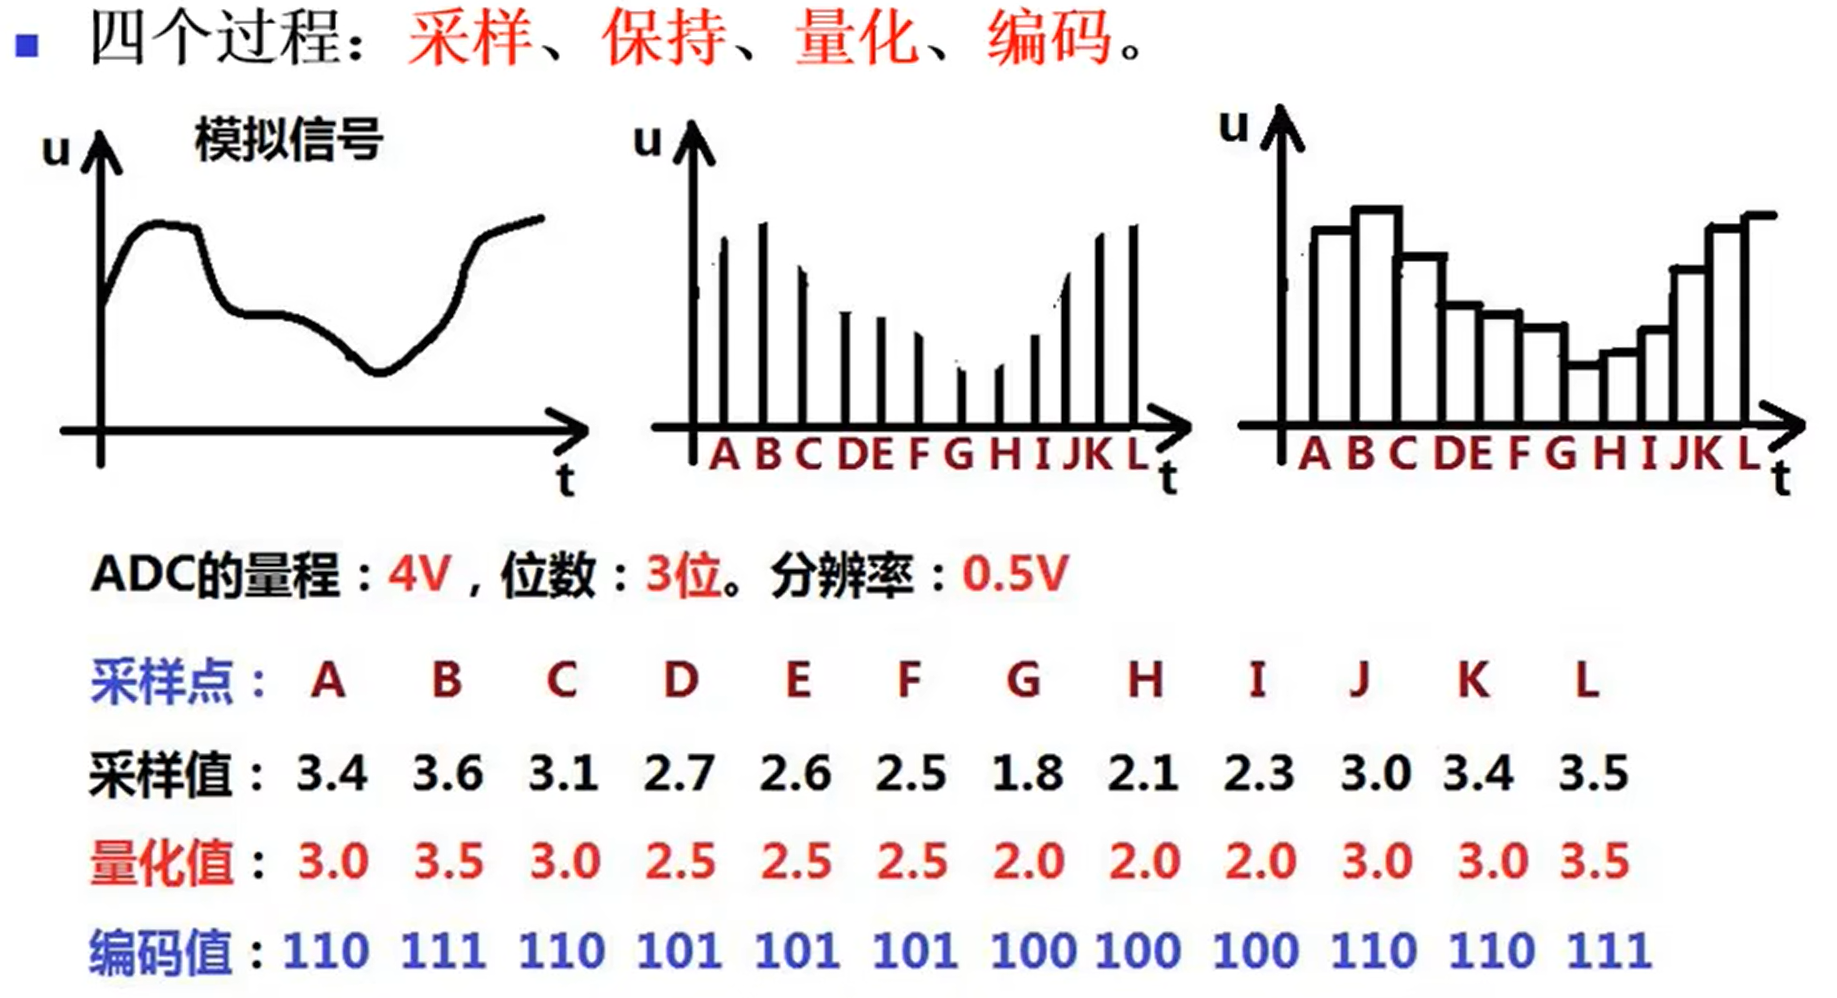 四个过程：采样、保持、量化、编码。
u 模拟信号 u u
A B C D E F G H I J K L t A B C D E F G H I J K L t
t
ADC的量程：4V，位数：3位。分辨率：0.5V
采样点： A B C D E F G H I J K L
采样值：3.4 3.6 3.1 2.7 2.6 2.5 1.8 2.1 2.3 3.0 3.4 3.5
量化值：3.0 3.5 3.0 2.5 2.5 2.5 2.0 2.0 2.0 3.0 3.0 3.5
编码值：110 111 110 101 101 101 100 100 100 110 110 111